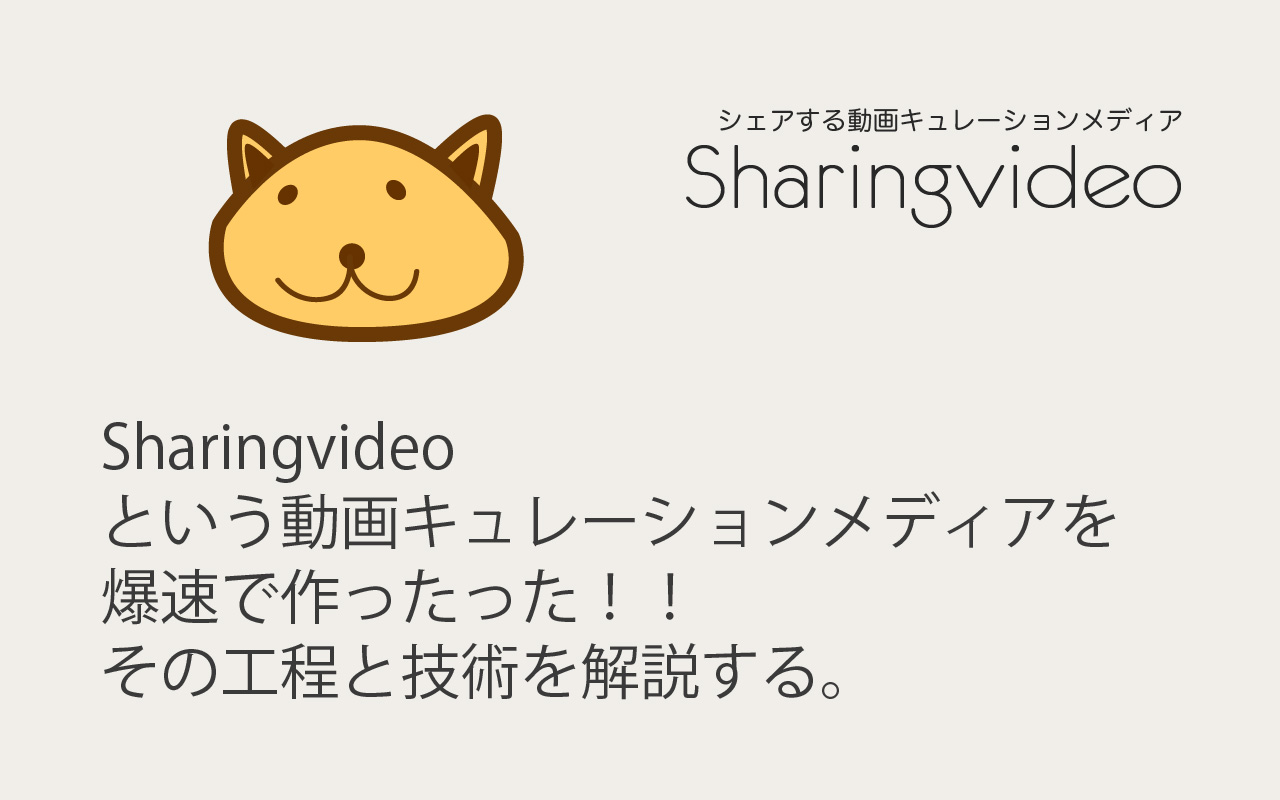 シェアする動画キュレーションメディア
Sharingvideo
Sharingvideo
という動画キュレーションメディアを
爆速で作ったった！！
その工程と技術を解説する。